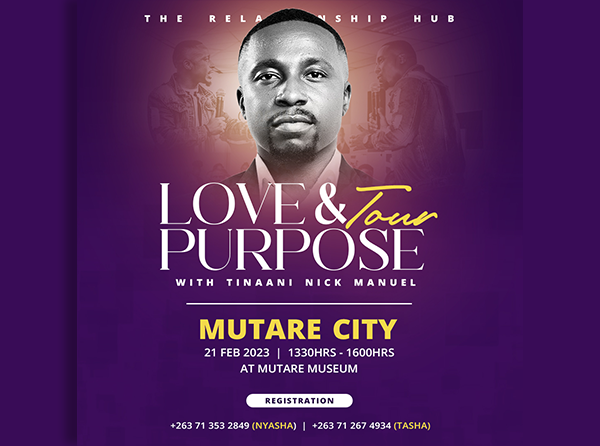 THE RELATIONSHIP HUB
LOVE & Tour
PURPOSE
WITH TINAANI NICK MANUEL
MUTARE CITY
21 FEB 2023 | 1330HRS - 1600HRS
AT MUTARE MUSEUM
REGISTRATION
+263 71 353 2849 (NYASHA) | +263 71 267 4934 (TASHA)